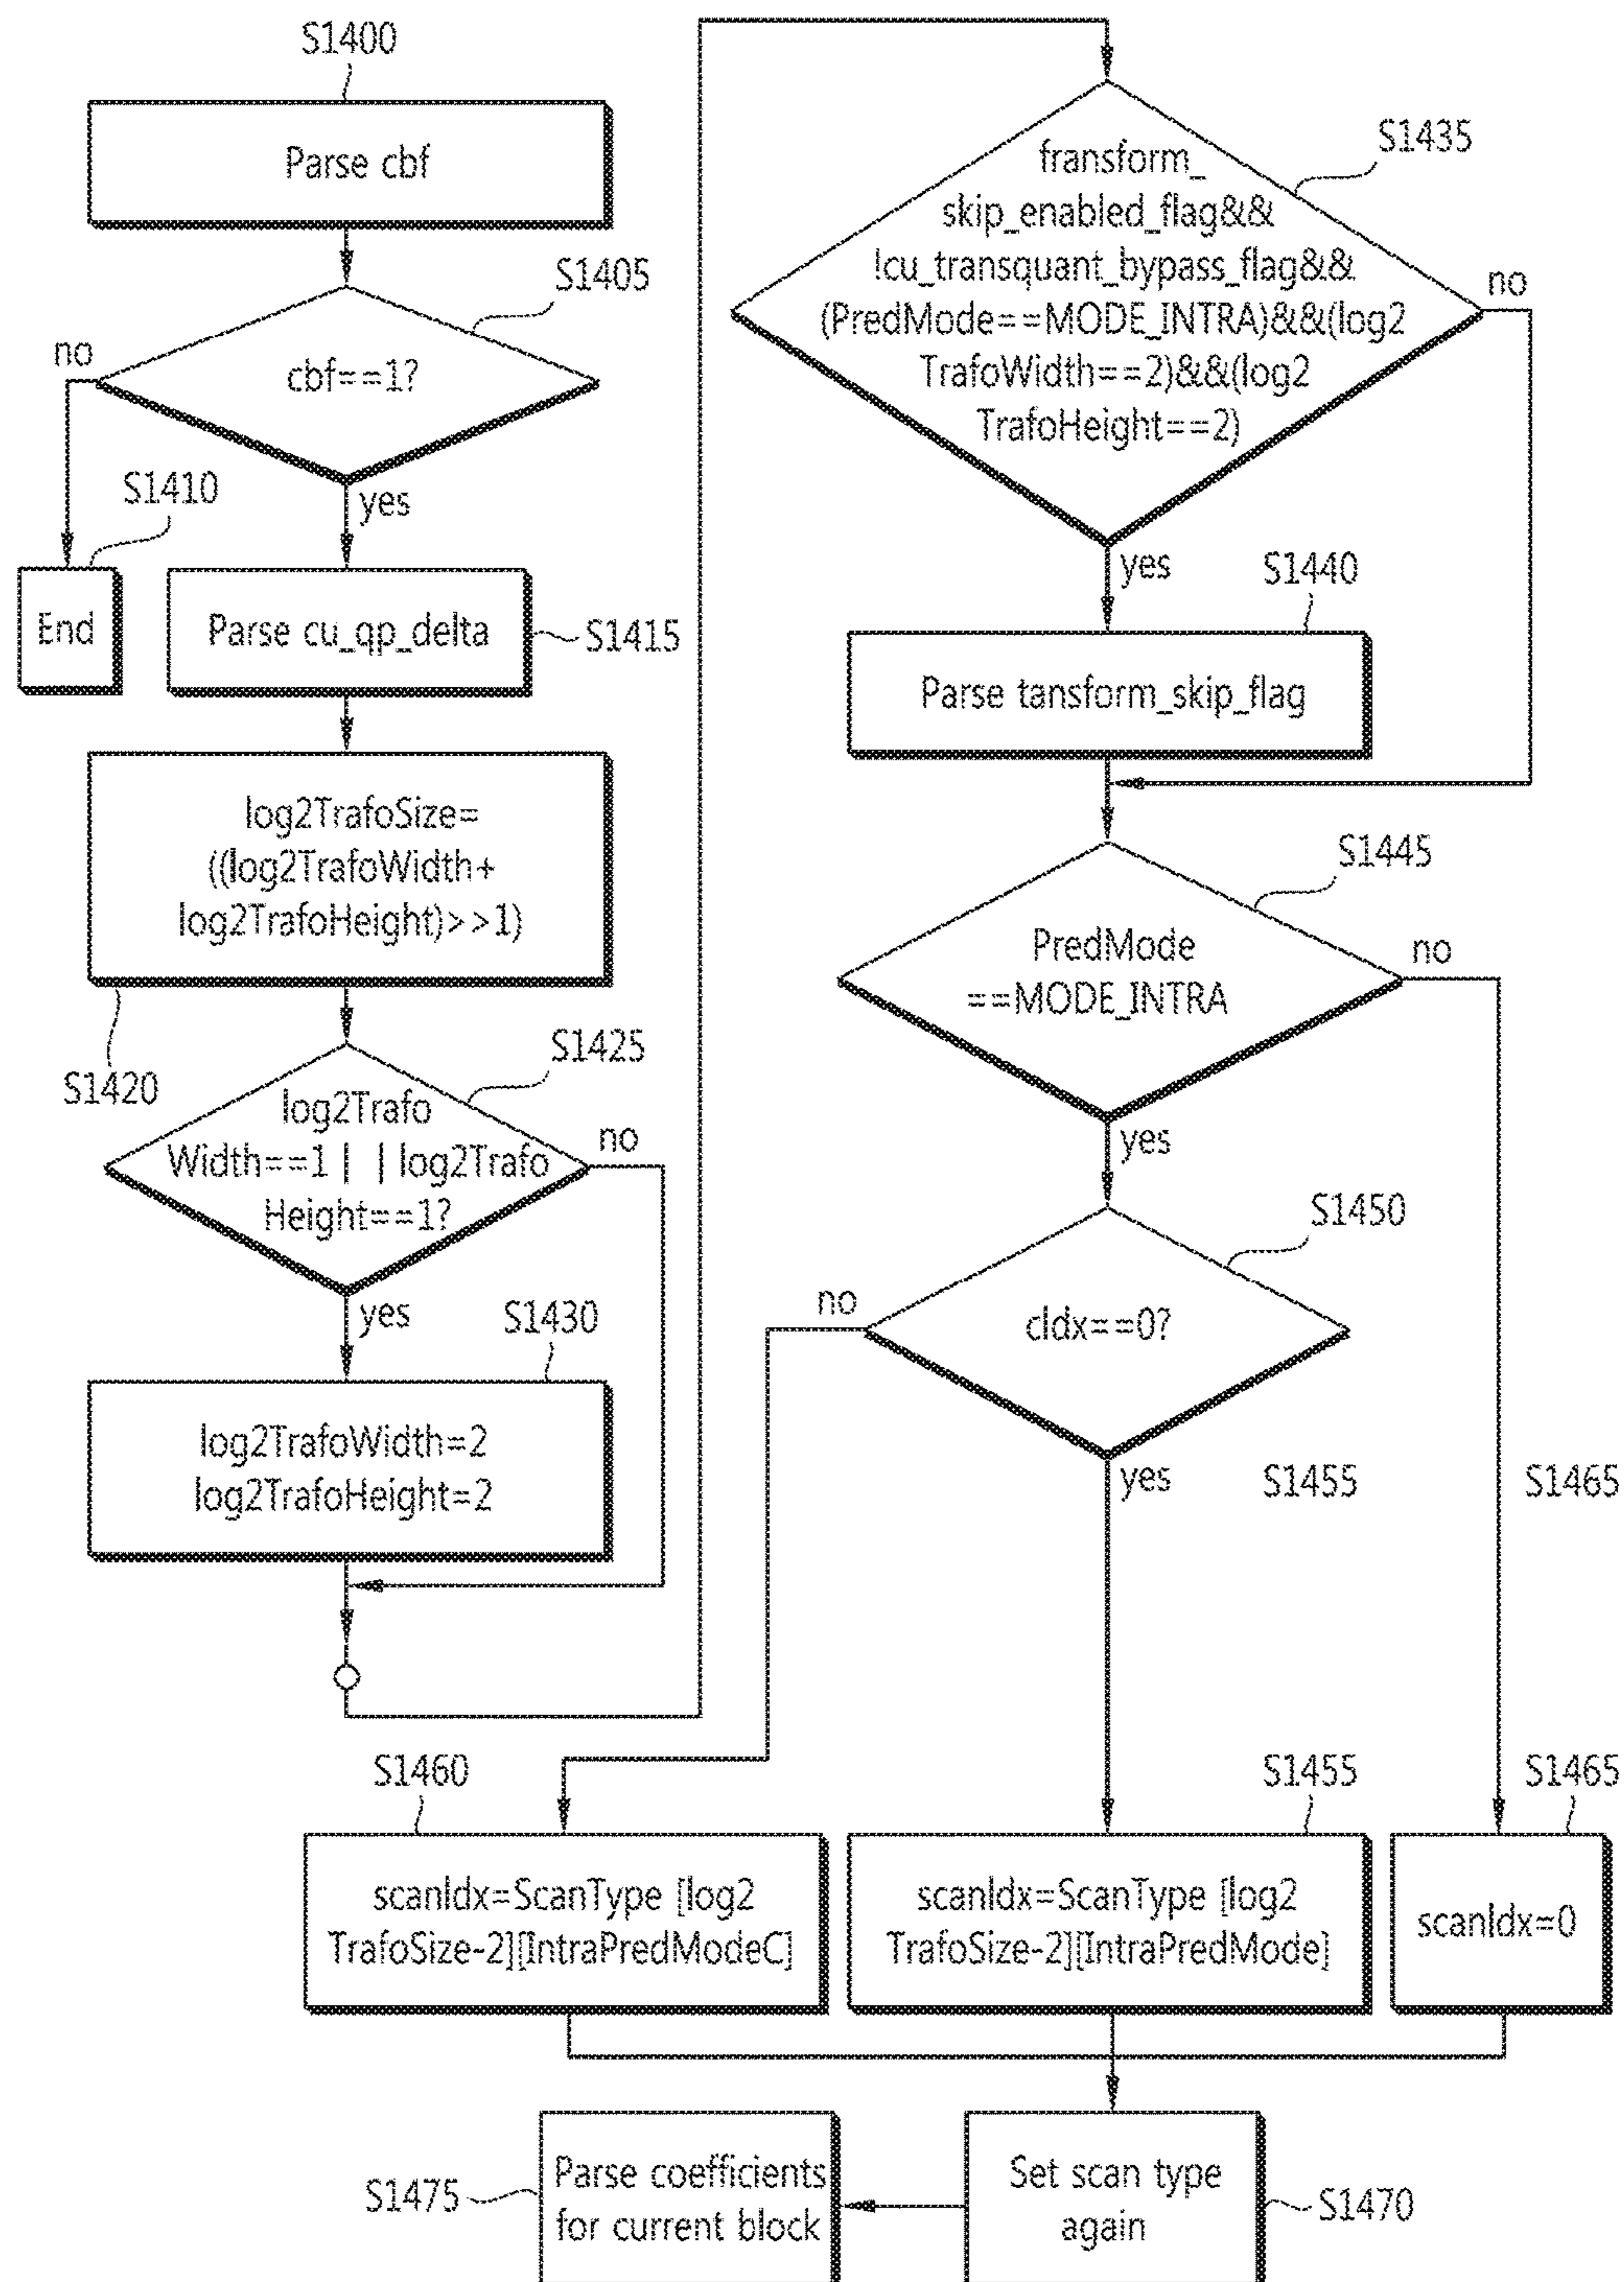 S1400
Parse cbf
S1405
no
cbf==1?
yes
S1410
End
Parse cu_qp_delta
S1415
log2TrafoSize=
((log2TrafoWidth+
log2TrafoHeight)>>1)
S1420
S1425
log2Trafo
Width==1 | | log2Trafo
Height==1?
no
yes
S1430
log2TrafoWidth=2
log2TrafoHeight=2
S1435
fransform_
skip_enabled_flag&&
!cu_transquant_bypass_flag&&
(PredMode==MODE_INTRA)&&(log2
TrafoWidth==2)&&(log2
TrafoHeight==2)
no
yes
S1440
Parse tansform_skip_flag
S1445
PredMode
==MODE_INTRA
no
yes
S1450
no
cIdx==0?
yes
S1455
S1465
S1460
S1455
S1465
scanIdx=ScanType [log2
TrafoSize-2][IntraPredModeC]
scanIdx=ScanType [log2
TrafoSize-2][IntraPredMode]
scanIdx=0
S1475
Parse coefficients
for current block
Set scan type
again
S1470